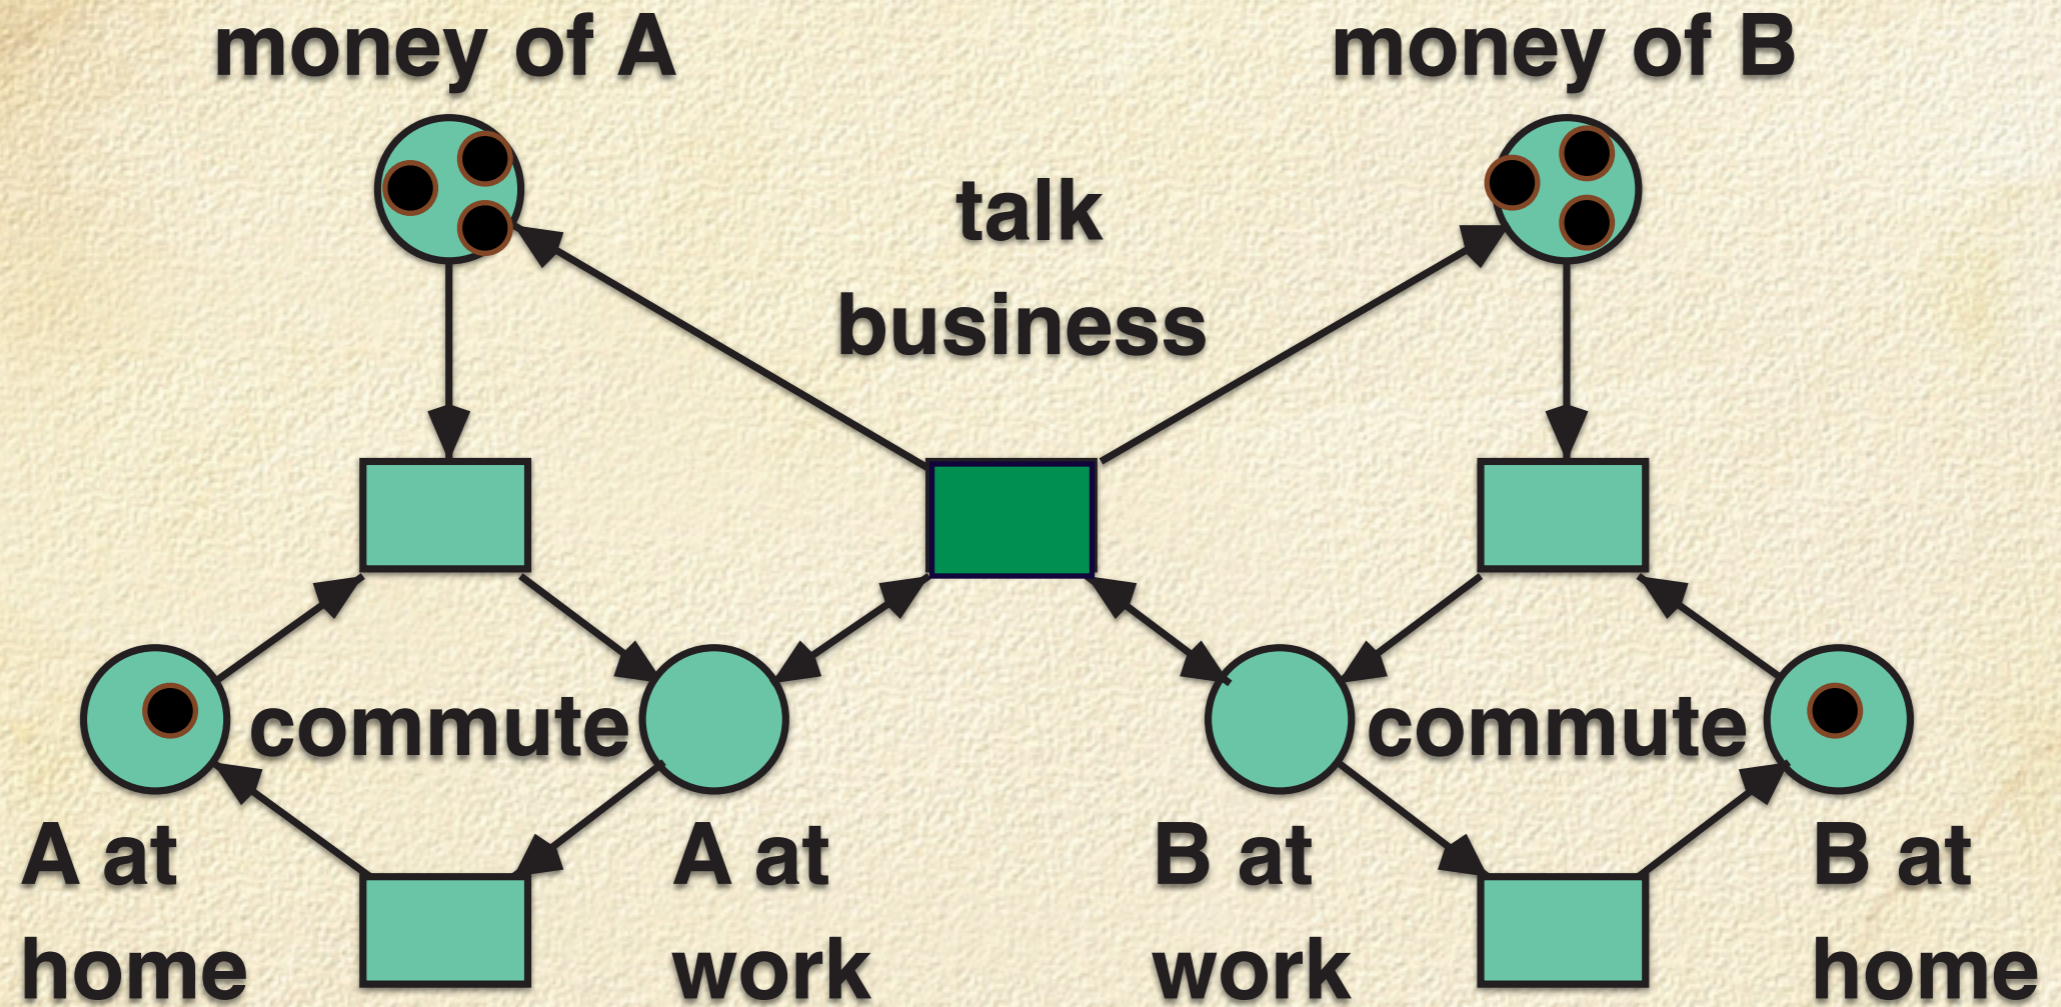 money of A
money of B
talk
business
commute
commute
A at
home
A at
work
B at
work
B at
home